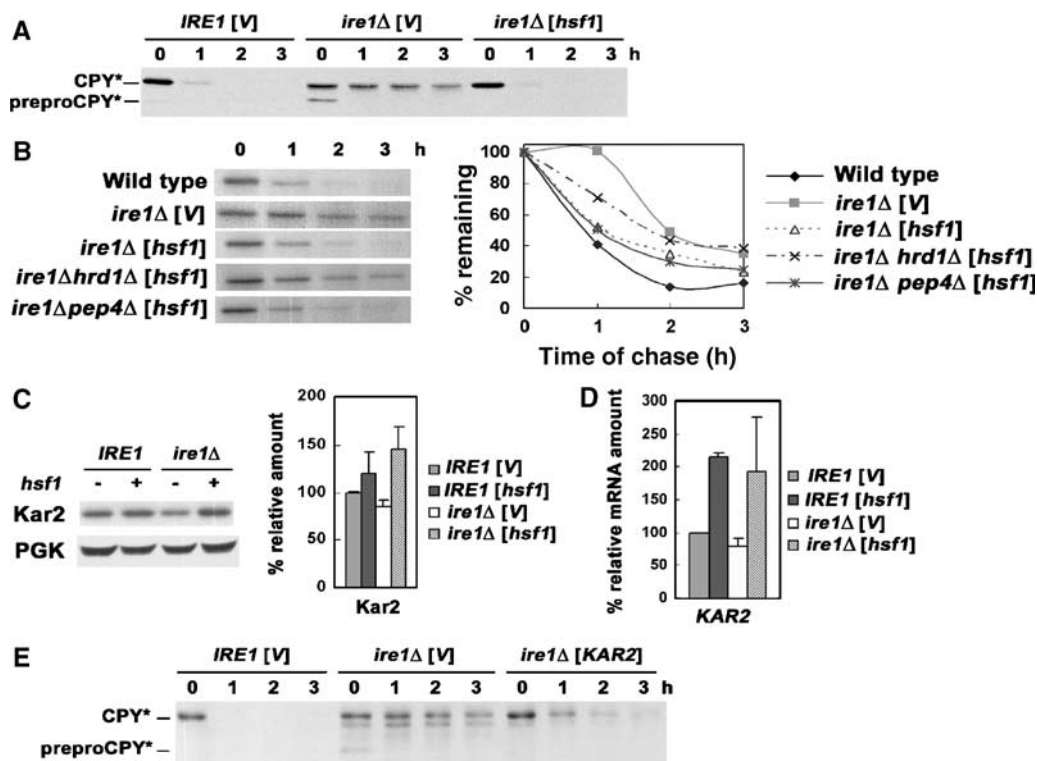 A
IRE1 [V] ire1Δ [V] ire1Δ [hsf1]
0 1 2 3 0 1 2 3 0 1 2 3 h
CPY*
preproCPY*
B
0 1 2 3 h
Wild type
ire1Δ [V]
ire1Δ [hsf1]
ire1Δhrd1Δ [hsf1]
ire1Δpep4Δ [hsf1]
% remaining
100
80
60
40
20
0 1 2 3
Time of chase (h)
Wild type
ire1Δ [V]
ire1Δ [hsf1]
ire1Δ hrd1Δ [hsf1]
ire1Δ pep4Δ [hsf1]
C
IRE1 ire1Δ
hsf1 - + - +
Kar2
PGK
% relative amount
200
150
100
50
0
Kar2
IRE1 [V]
IRE1 [hsf1]
ire1Δ [V]
ire1Δ [hsf1]
D
% relative mRNA amount
300
250
200
150
100
50
0
KAR2
IRE1 [V]
IRE1 [hsf1]
ire1Δ [V]
ire1Δ [hsf1]
E
IRE1 [V] ire1Δ [V] ire1Δ [KAR2]
0 1 2 3 0 1 2 3 0 1 2 3 h
CPY*
preproCPY*